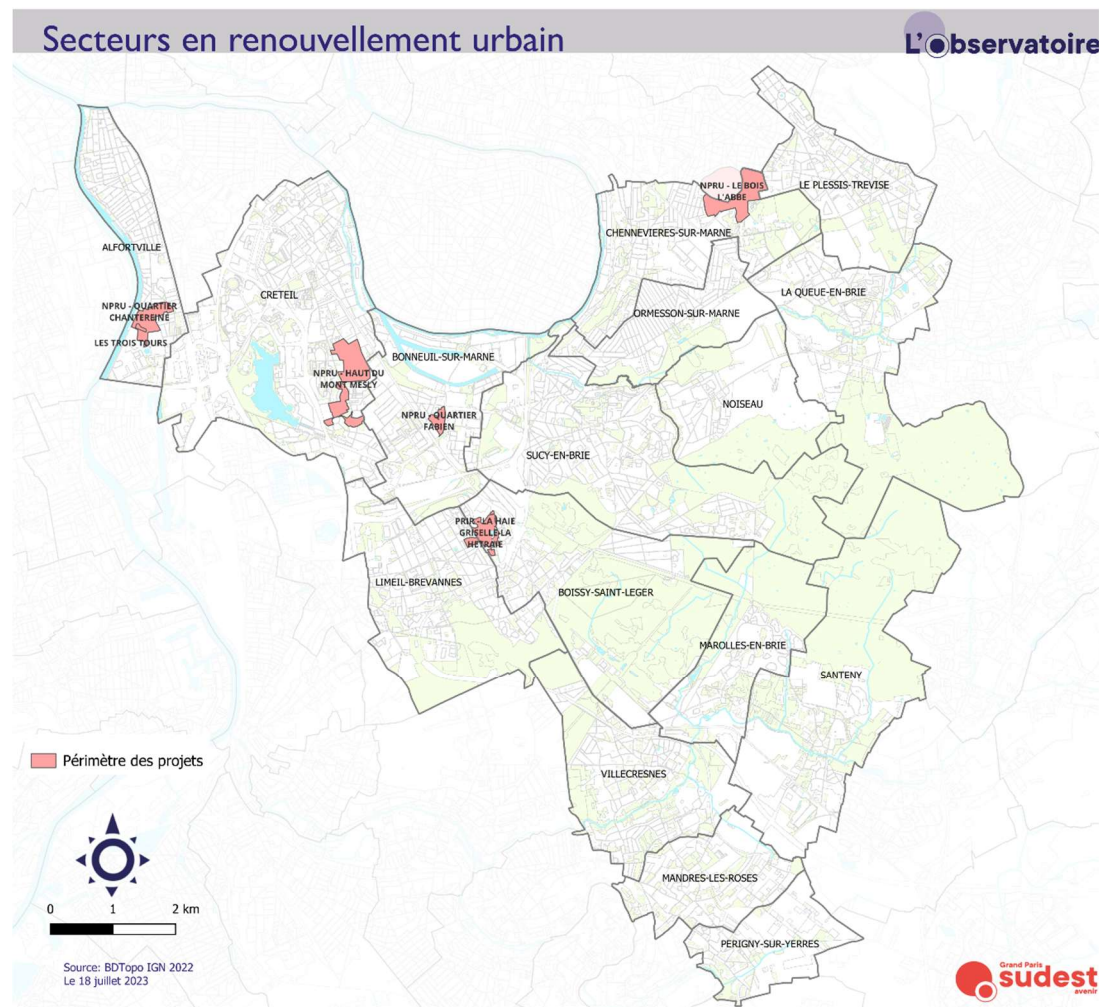 Secteurs en renouvellement urbain
L'Observatoire
NPRU - LE BOIS
L'ABBE
LE PLESSIS-TREVISE
CHENNEVIERES-SUR-MARNE
ALFORTVILLE
CRETEIL
LA QUEUE-EN-BRIE
NPRU - QUARTIER
CHANTEREINE
ORMESSON-SUR-MARNE
LES TROIS TOURS
BONNEUIL-SUR-MARNE
NPRU - HAUT DU
MONT MESLY
NOISEAU
NPRU - QUARTIER
FABIEN
SUCY-EN-BRIE
PRIR - LA HAIE
GRISELLE-LA
HETRAIE
LIMEIL-BREVANNES
BOISSY-SAINT-LEGER
MAROLLES-EN-BRIE
SANTENY
Périmètre des projets
VILLECRESNES
MANDRES-LES-ROSES
0 1 2 km
PERIGNY-SUR-YERRES
Source: BDTopo IGN 2022
Le 18 juillet 2023
Grand Paris
sudest
avenir